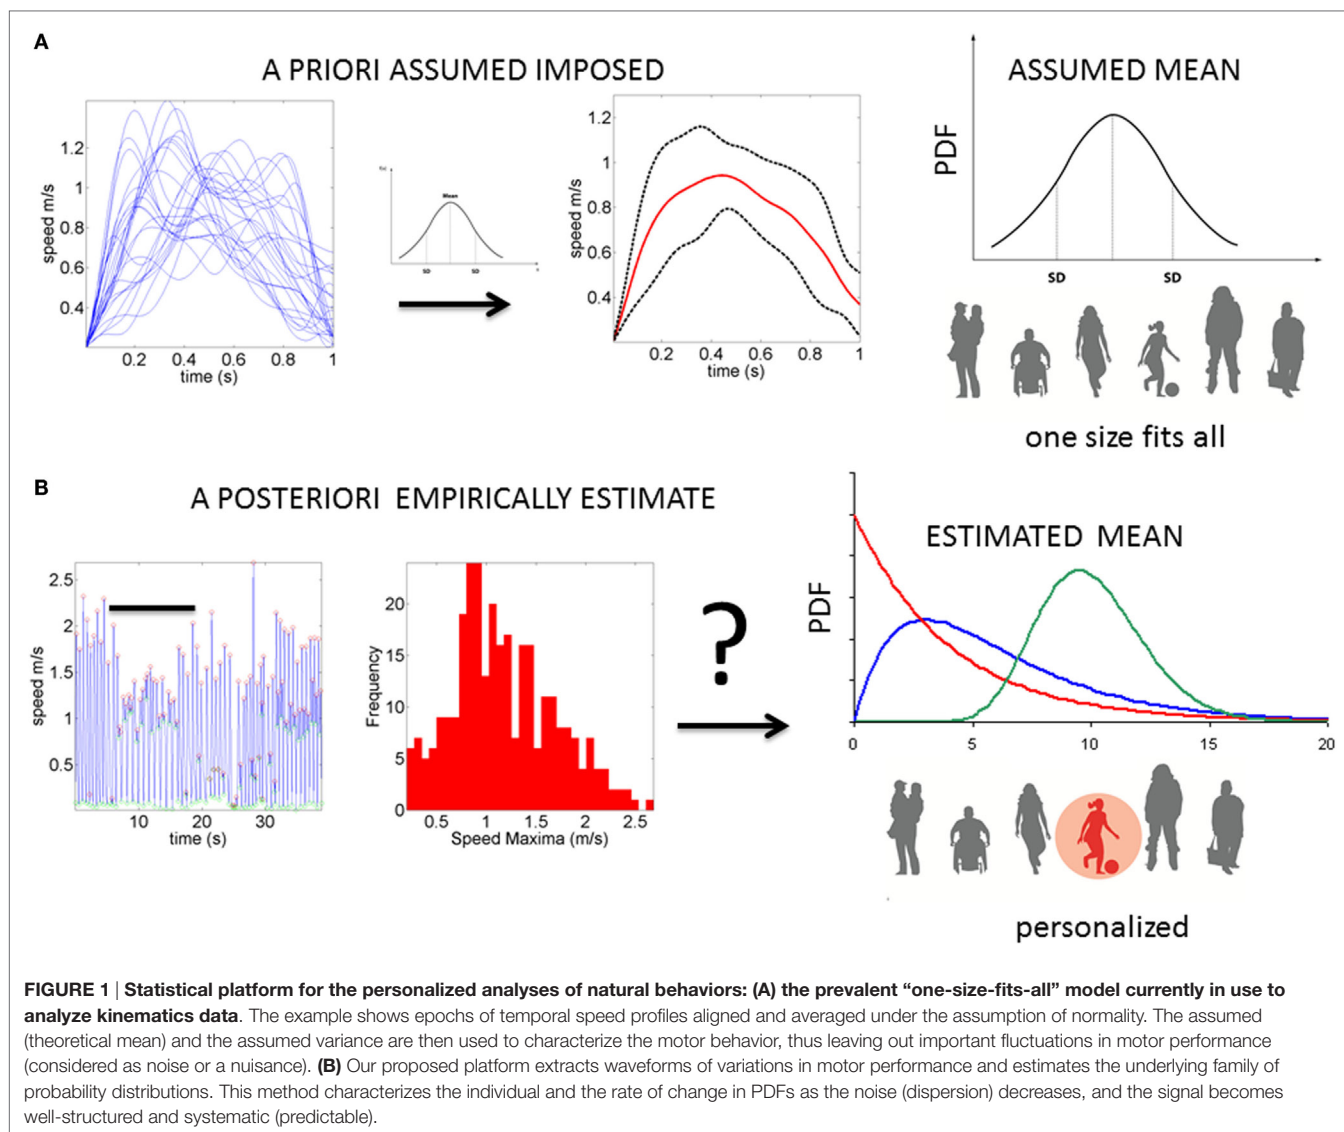 A
A PRIORI ASSUMED IMPOSED
speed m/s
1.2
1
0.8
0.6
0.4
0.2 0.4 0.6 0.8 1
time (s)
Mean
SD SD
speed m/s
1.2
1
0.8
0.6
0.4
0.2 0.4 0.6 0.8 1
time (s)
ASSUMED MEAN
PDF
SD SD
one size fits all
B
A POSTERIORI EMPIRICALLY ESTIMATE
speed m/s
2.5
2
1.5
1
0.5
10 20 30
time (s)
Frequency
20
15
10
5
0
0.5 1 1.5 2 2.5
Speed Maxima (m/s)
?
ESTIMATED MEAN
PDF
0 5 10 15 20
personalized
FIGURE 1 | Statistical platform for the personalized analyses of natural behaviors: (A) the prevalent “one-size-fits-all” model currently in use to
analyze kinematics data. The example shows epochs of temporal speed profiles aligned and averaged under the assumption of normality. The assumed
(theoretical mean) and the assumed variance are then used to characterize the motor behavior, thus leaving out important fluctuations in motor performance
(considered as noise or a nuisance). (B) Our proposed platform extracts waveforms of variations in motor performance and estimates the underlying family of
probability distributions. This method characterizes the individual and the rate of change in PDFs as the noise (dispersion) decreases, and the signal becomes
well-structured and systematic (predictable).